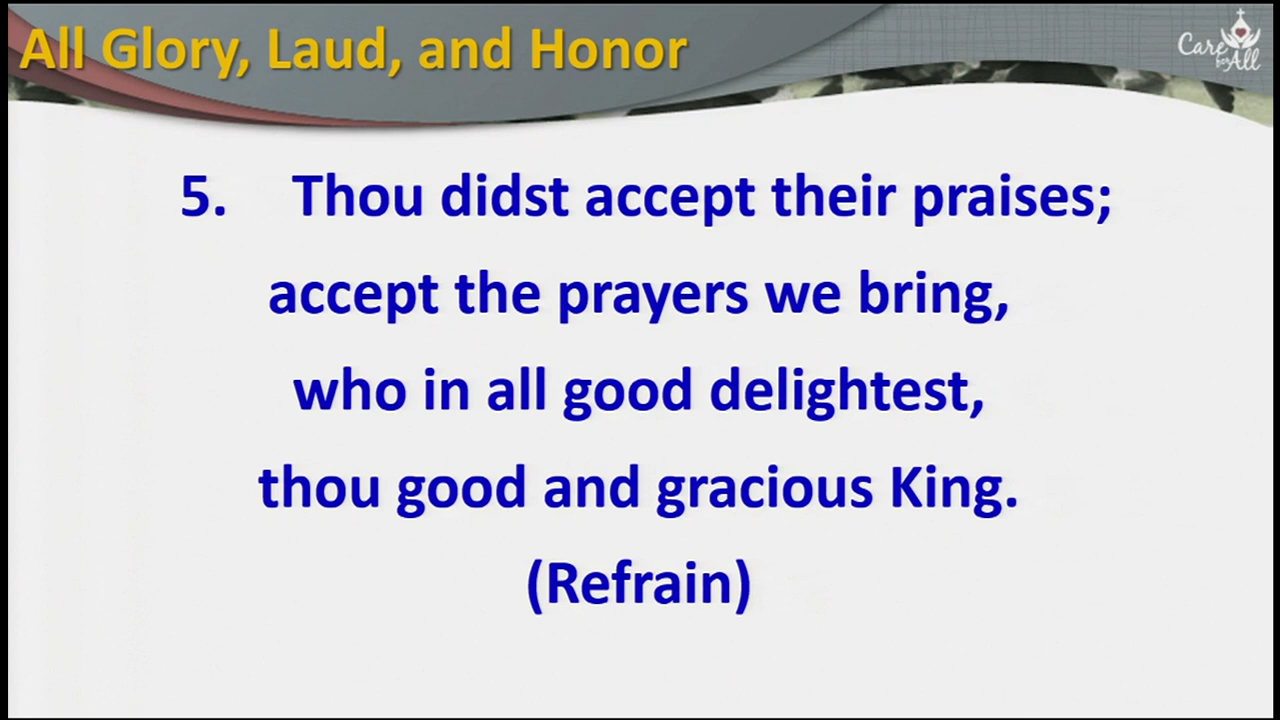 All Glory, Laud, and Honor
Care
for All
5. Thou didst accept their praises;
accept the prayers we bring,
who in all good delightest,
thou good and gracious King.
(Refrain)